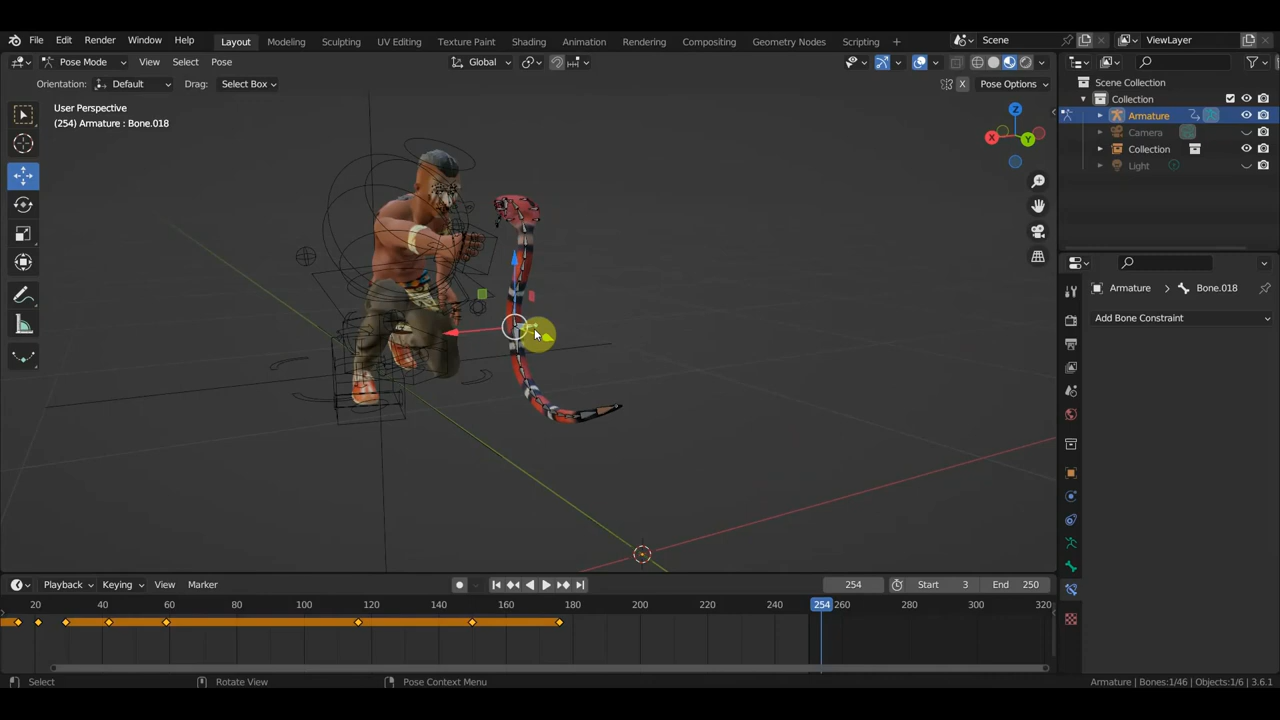 File Edit Render Window Help Layout Modeling Sculpting UV Editing Texture Paint Shading Animation Rendering Compositing Geometry Nodes Scripting + Scene ViewLayer
Pose Mode View Select Pose Global
Orientation: Default Drag: Select Box X Pose Options
User Perspective
(254) Armature : Bone.018
Z
X
Y
Scene Collection
Collection
Armature
Camera
Collection
Light
Armature > Bone.018
Add Bone Constraint
Playback Keying View Marker 254 Start 3 End 250
20 40 60 80 100 120 140 160 180 200 220 240 254 260 280 300 320
Select Rotate View Pose Context Menu Armature | Bones:1/46 | Objects:1/6 | 3.6.1